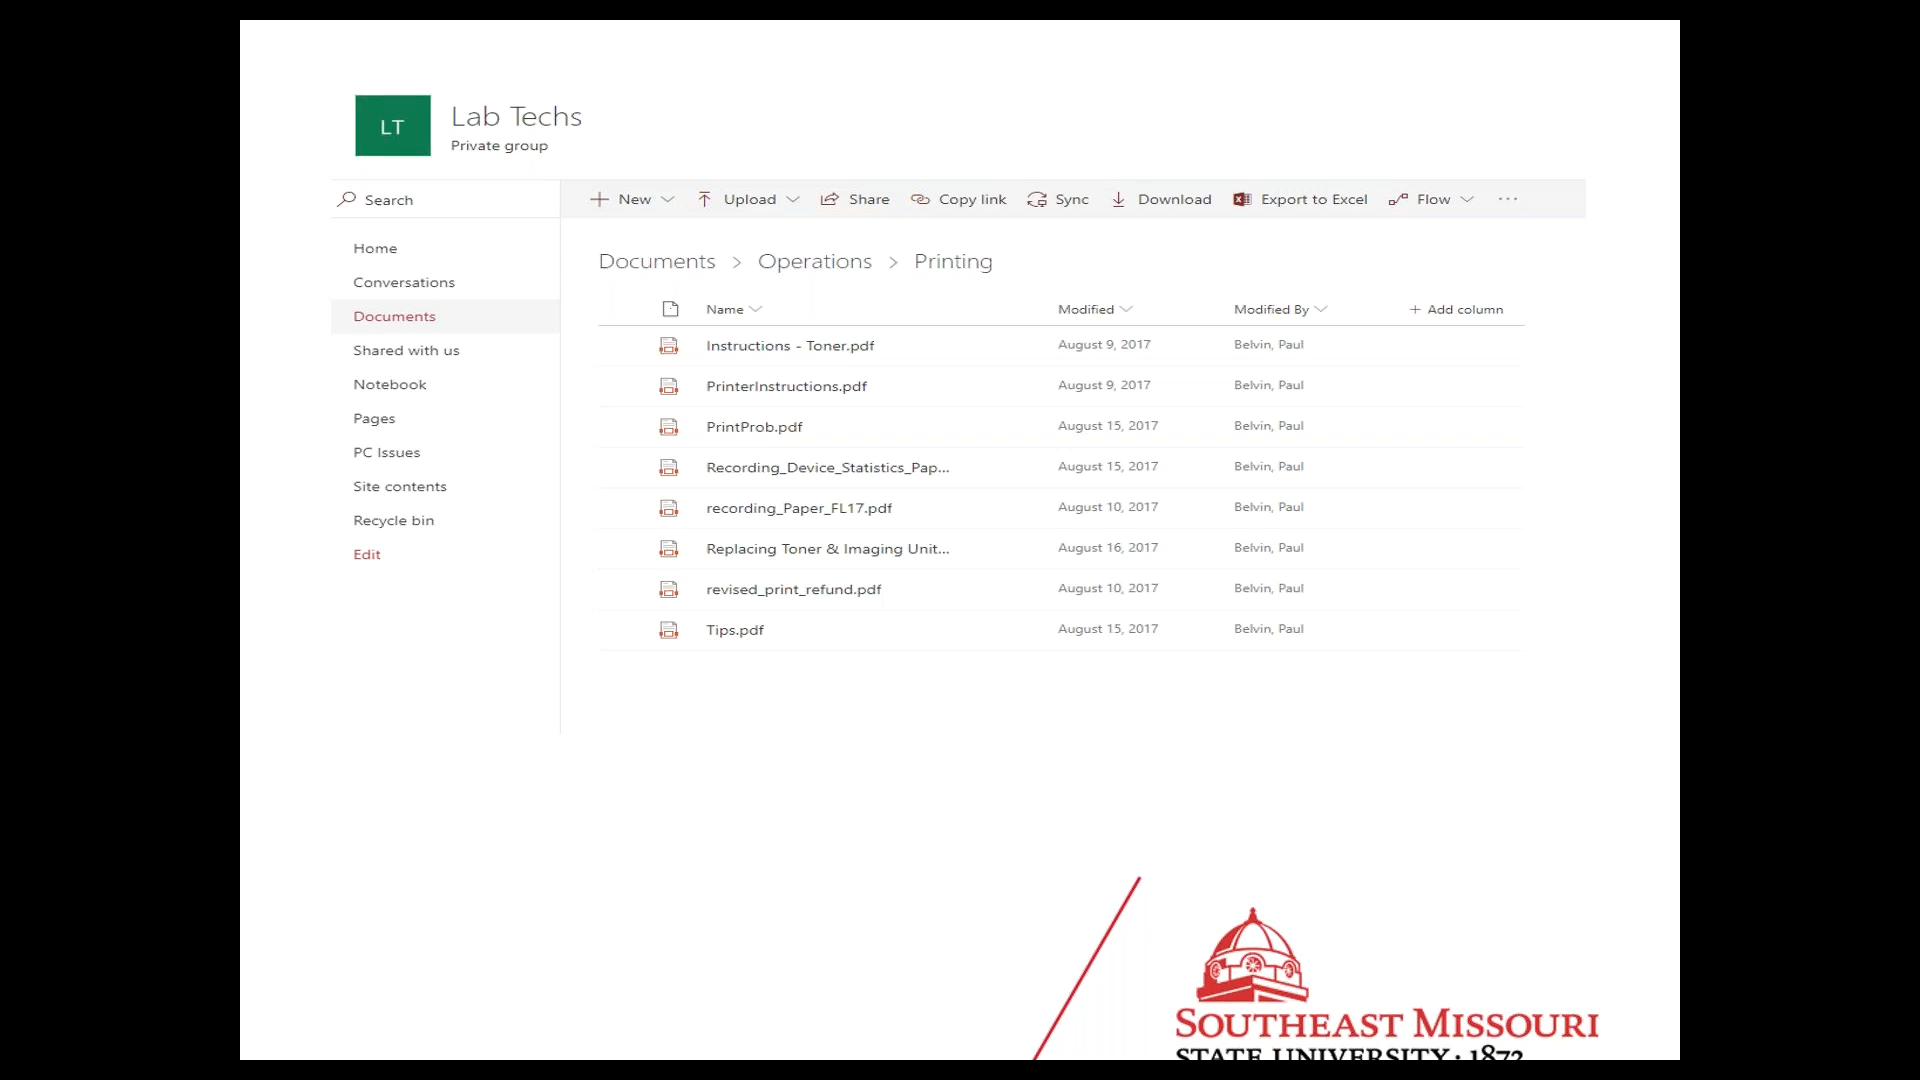 LT
Lab Techs
Private group
Search
New Upload Share Copy link Sync Download Export to Excel Flow ...
Home
Conversations
Documents
Shared with us
Notebook
Pages
PC Issues
Site contents
Recycle bin
Edit
Documents > Operations > Printing
Name Modified Modified By + Add column
Instructions - Toner.pdf August 9, 2017 Belvin, Paul
PrinterInstructions.pdf August 9, 2017 Belvin, Paul
PrintProb.pdf August 15, 2017 Belvin, Paul
Recording_Device_Statistics_Pap... August 15, 2017 Belvin, Paul
recording_Paper_FL17.pdf August 10, 2017 Belvin, Paul
Replacing Toner & Imaging Unit... August 16, 2017 Belvin, Paul
revised_print_refund.pdf August 10, 2017 Belvin, Paul
Tips.pdf August 15, 2017 Belvin, Paul
SOUTHEAST MISSOURI
STATE UNIVERSITY · 1872